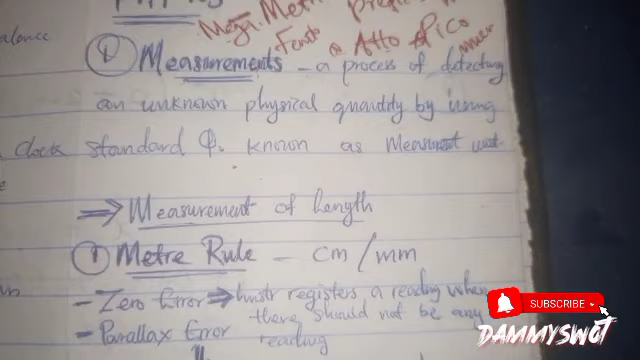 Mega. Metr
Femto a Atto Pico
alance
① Measurements - a process of detecting
an unknown physical quantity by using
Clock standard Q. known as Measurement unit
⇒ Measurement of Length
① Metre Rule - cm/mm
- Zero Error ⇒ Instr registers a reading when
there should not be any
- Parallax Error reading
SUBSCRIBE
DAMMYSWOT